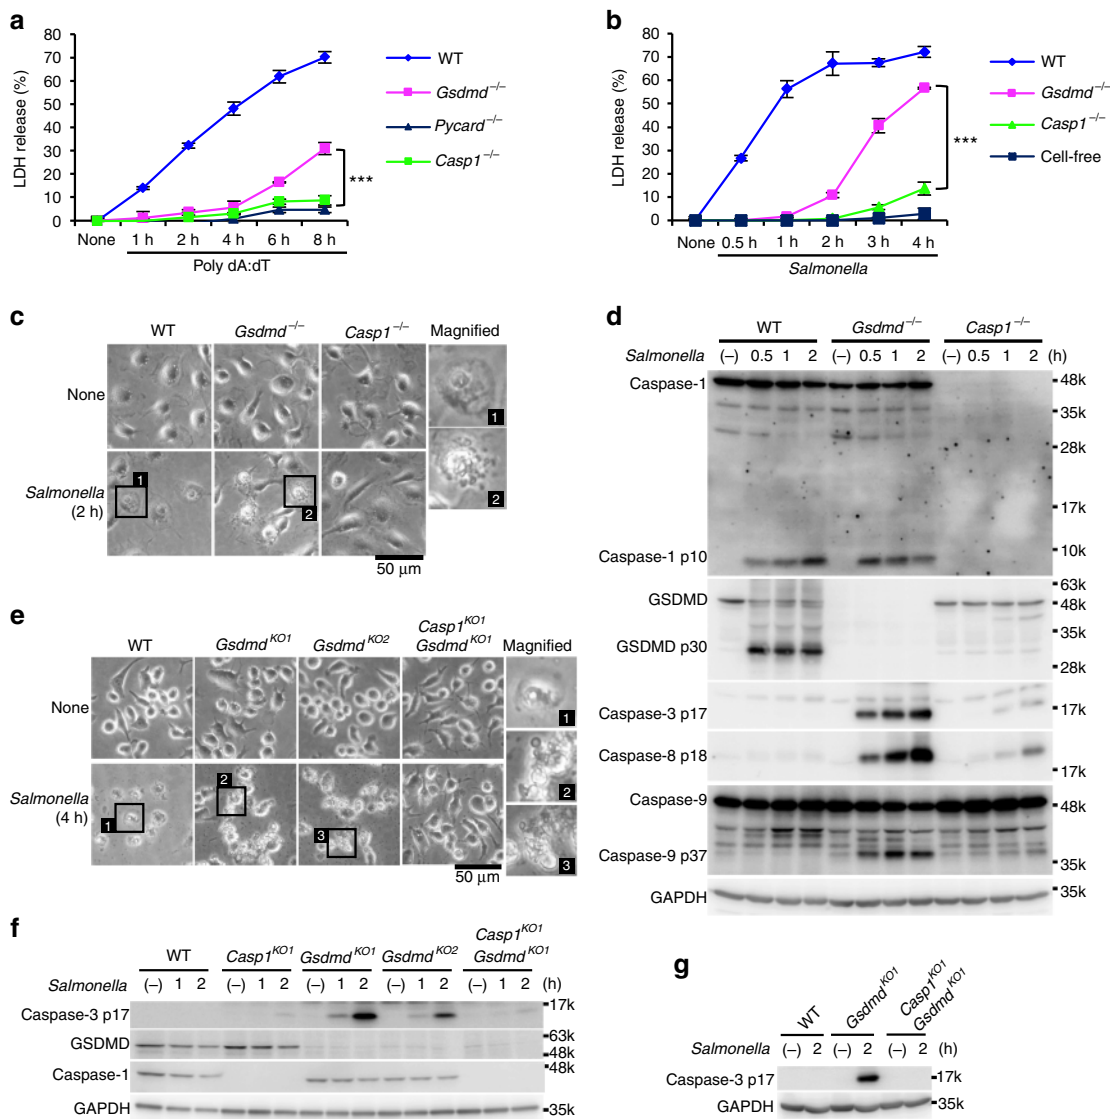 a
LDH release (%)
80
70
60
50
40
30
20
10
0
None 1 h 2 h 4 h 6 h 8 h
Poly dA:dT
WT
Gsdmd–/–
Pycard–/–
Casp1–/–
***
b
LDH release (%)
80
70
60
50
40
30
20
10
0
None 0.5 h 1 h 2 h 3 h 4 h
Salmonella
WT
Gsdmd–/–
Casp1–/–
Cell-free
***
c
WT Gsdmd–/– Casp1–/– Magnified
None
Salmonella
(2 h)
1
2
1
2
50 μm
d
WT Gsdmd–/– Casp1–/–
Salmonella (–) 0.5 1 2 (–) 0.5 1 2 (–) 0.5 1 2 (h)
Caspase-1
48k
35k
28k
17k
Caspase-1 p10
10k
63k
GSDMD
48k
35k
GSDMD p30
28k
Caspase-3 p17
17k
Caspase-8 p18
17k
Caspase-9
48k
Caspase-9 p37
35k
GAPDH
35k
e
WT GsdmdKO1 GsdmdKO2 Casp1KO1
GsdmdKO1
Magnified
None
Salmonella
(4 h)
1
2
3
1
2
3
50 μm
f
WT Casp1KO1 GsdmdKO1 GsdmdKO2 Casp1KO1
GsdmdKO1
Salmonella (–) 1 2 (–) 1 2 (–) 1 2 (–) 1 2 (–) 1 2 (h)
Caspase-3 p17
17k
GSDMD
63k
48k
Caspase-1
48k
GAPDH
35k
g
WT GsdmdKO1 Casp1KO1
GsdmdKO1
Salmonella (–) 2 (–) 2 (–) 2 (h)
Caspase-3 p17
17k
GAPDH
35k